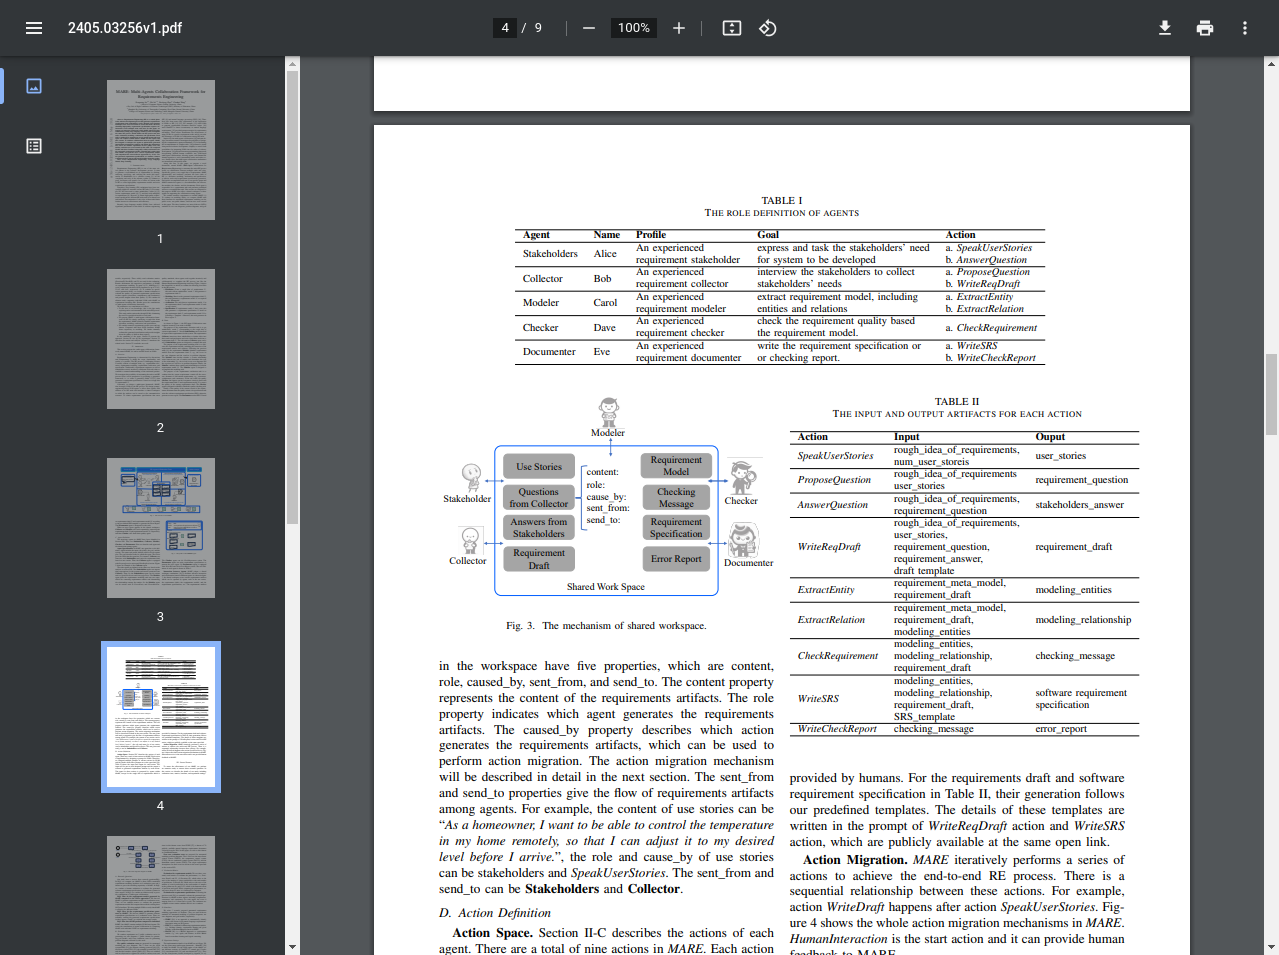 2405.03256v1.pdf
4 / 9
100%
MARE: Multi-Agents Collaboration Framework for
Requirements Engineering
1
2
3
4
TABLE I
THE ROLE DEFINITION OF AGENTS
Agent Name Profile Goal Action
Stakeholders Alice An experienced requirement stakeholder express and task the stakeholders' need for system to be developed a. SpeakUserStories b. AnswerQuestion
Collector Bob An experienced requirement collector interview the stakeholders to collect stakeholders' needs a. ProposeQuestion b. WriteReqDraft
Modeler Carol An experienced requirement modeler extract requirement model, including entities and relations a. ExtractEntity b. ExtractRelation
Checker Dave An experienced requirement checker check the requirement quality based the requirement model. a. CheckRequirement
Documenter Eve An experienced requirement documenter write the requirement specification or or checking report. a. WriteSRS b. WriteCheckReport
Modeler
Stakeholder
Collector
Use Stories
Questions
from Collector
Answers from
Stakeholders
Requirement
Draft
content:
role:
cause_by:
sent_from:
send_to:
Requirement
Model
Checking
Message
Requirement
Specification
Error Report
Checker
Documenter
Shared Work Space
Fig. 3. The mechanism of shared workspace.
in the workspace have five properties, which are content,
role, caused_by, sent_from, and send_to. The content property
represents the content of the requirements artifacts. The role
property indicates which agent generates the requirements
artifacts. The caused_by property describes which action
generates the requirements artifacts, which can be used to
perform action migration. The action migration mechanism
will be described in detail in the next section. The sent_from
and send_to properties give the flow of requirements artifacts
among agents. For example, the content of use stories can be
"As a homeowner, I want to be able to control the temperature
in my home remotely, so that I can adjust it to my desired
level before I arrive.", the role and cause_by of use stories
can be stakeholders and SpeakUserStories. The sent_from and
send_to can be Stakeholders and Collector.
D. Action Definition
Action Space. Section II-C describes the actions of each
agent. There are a total of nine actions in MARE. Each action
TABLE II
THE INPUT AND OUTPUT ARTIFACTS FOR EACH ACTION
Action Input Ouput
SpeakUserStories rough_idea_of_requirements, num_user_storeis user_stories
ProposeQuestion rough_idea_of_requirements user_stories requirement_question
AnswerQuestion rough_idea_of_requirements, requirement_question stakeholders_answer
WriteReqDraft rough_idea_of_requirements, user_stories, requirement_question, requirement_answer, draft template requirement_draft
ExtractEntity requirement_meta_model, requirement_draft modeling_entities
ExtractRelation requirement_meta_model, requirement_draft, modeling_entities modeling_relationship
CheckRequirement modeling_entities, modeling_relationship, requirement_draft checking_message
WriteSRS modeling_entities, modeling_relationship, requirement_draft, SRS_template software requirement specification
WriteCheckReport checking_message error_report
provided by humans. For the requirements draft and software
requirement specification in Table II, their generation follows
our predefined templates. The details of these templates are
written in the prompt of WriteReqDraft action and WriteSRS
action, which are publicly available at the same open link.
Action Migration. MARE iteratively performs a series of
actions to achieve the end-to-end RE process. There is a
sequential relationship between these actions. For example,
action WriteDraft happens after action SpeakUserStories. Fig-
ure 4 shows the whole action migration mechanisms in MARE.
HumanInteraction is the start action and it can provide human
feedback to MARE.